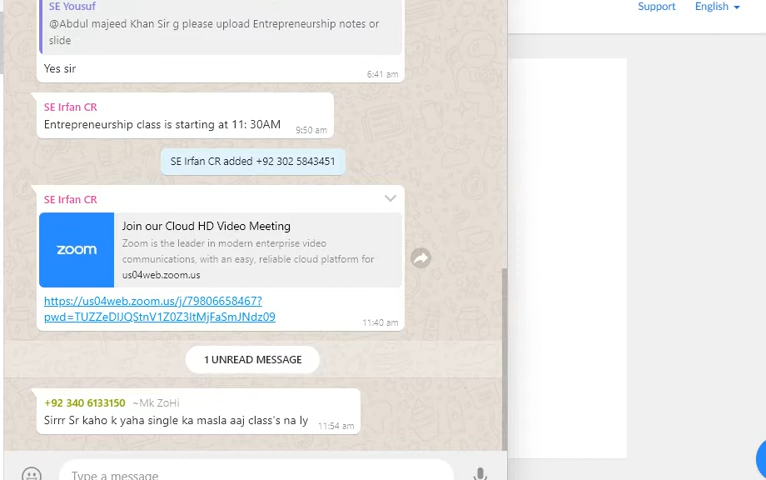 Support English
SE Yousuf
@Abdul majeed Khan Sir g please upload Entrepreneurship notes or
slide
Yes sir
6:41 am
SE Irfan CR
Entrepreneurship class is starting at 11: 30AM
9:50 am
SE Irfan CR added +92 302 5843451
SE Irfan CR
zoom
Join our Cloud HD Video Meeting
Zoom is the leader in modern enterprise video
communications, with an easy, reliable cloud platform for
us04web.zoom.us
https://us04web.zoom.us/j/79806658467?
pwd=TUZZeDlJQStnV1Z0Z3ltMjFaSmJNdz09
11:40 am
1 UNREAD MESSAGE
+92 340 6133150 ~Mk ZoHi
Sirrr Sr kaho k yaha single ka masla aaj class's na ly
11:54 am
Type a message